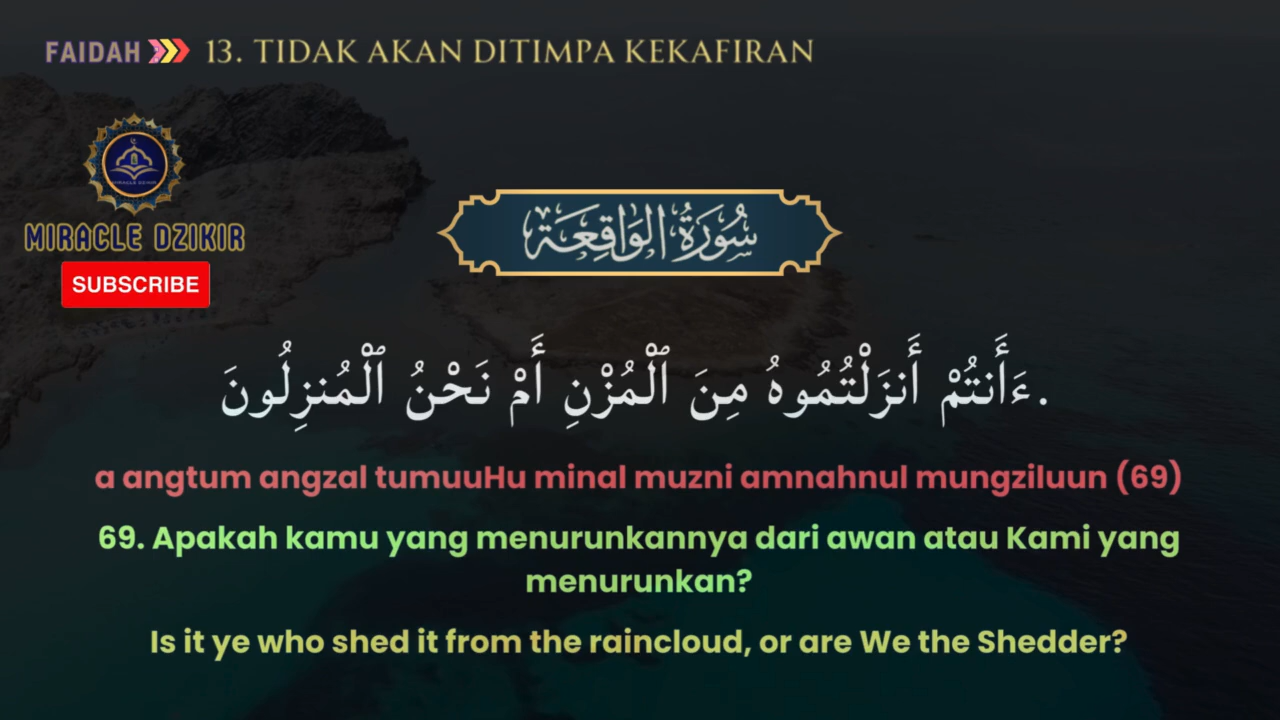 FAIDAH 13. TIDAK AKAN DITIMPA KEKAFIRAN
MIRACLE DZIKIR
MIRACLE DZIKIR
SUBSCRIBE
سُورَةُ الوَاقِعَة
ءَأَنتُمْ أَنزَلْتُمُوهُ مِنَ ٱلْمُزْنِ أَمْ نَحْنُ ٱلْمُنزِلُونَ.
a angtum angzal tumuuHu minal muzni amnahnul mungziluun (69)
69. Apakah kamu yang menurunkannya dari awan atau Kami yang
menurunkan?
Is it ye who shed it from the raincloud, or are We the Shedder?